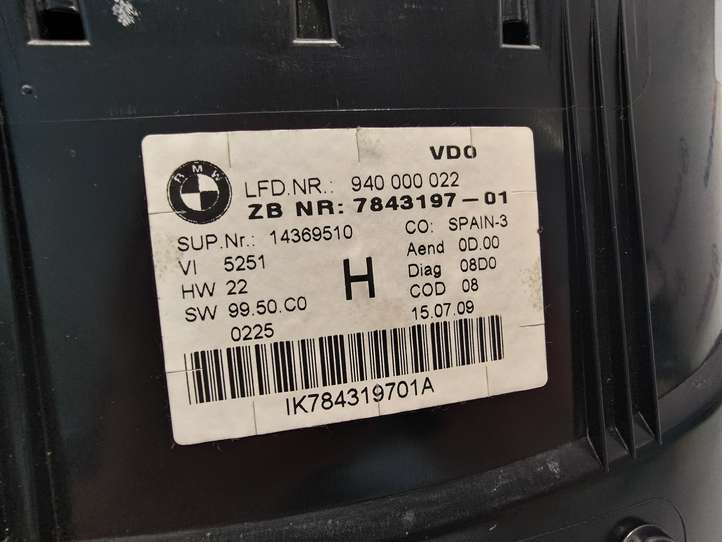 BMW
VDO
LFD.NR.: 940 000 022
ZB NR: 7843197-01
SUP.Nr.: 14369510 CO: SPAIN-3
VI 5251 Aend 0D.00
HW 22 H Diag 08D0
SW 99.50.C0 COD 08
0225 15.07.09
IK784319701A